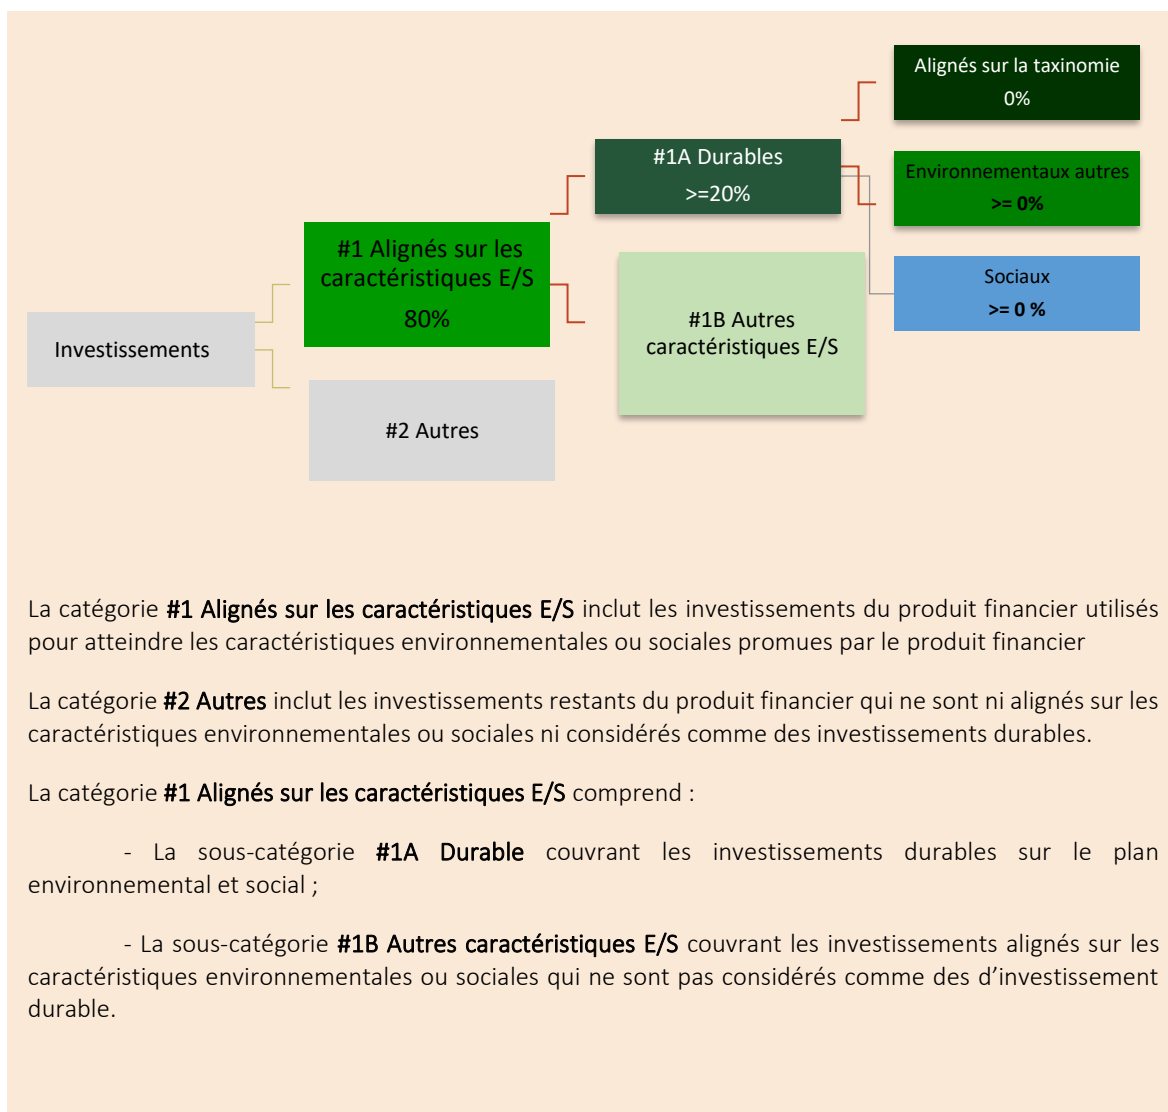 Alignés sur la taxinomie
0%
#1A Durables
>=20%
Environnementaux autres
>= 0%
#1 Alignés sur les
caractéristiques E/S
80%
Sociaux
>= 0 %
#1B Autres
caractéristiques E/S
Investissements
#2 Autres
La catégorie #1 Alignés sur les caractéristiques E/S inclut les investissements du produit financier utilisés
pour atteindre les caractéristiques environnementales ou sociales promues par le produit financier
La catégorie #2 Autres inclut les investissements restants du produit financier qui ne sont ni alignés sur les
caractéristiques environnementales ou sociales ni considérés comme des investissements durables.
La catégorie #1 Alignés sur les caractéristiques E/S comprend :
- La sous-catégorie #1A Durable couvrant les investissements durables sur le plan
environnemental et social ;
- La sous-catégorie #1B Autres caractéristiques E/S couvrant les investissements alignés sur les
caractéristiques environnementales ou sociales qui ne sont pas considérés comme des d’investissement
durable.